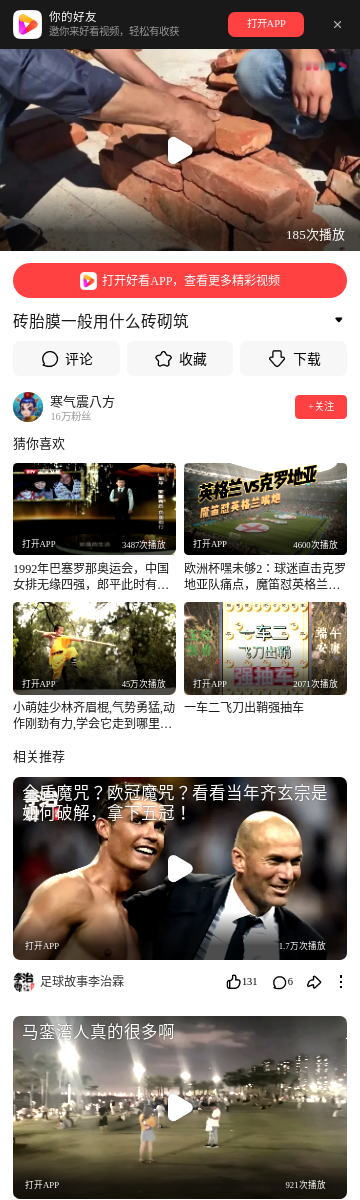 你的好友
邀你来好看视频，轻松有收获
打开APP
185次播放
打开好看APP，查看更多精彩视频
砖胎膜一般用什么砖砌筑
评论
收藏
下载
寒气震八方
16万粉丝
+关注
猜你喜欢
打开APP
3487次播放
英格兰VS克罗地亚
魔笛怼英格兰嘴炮
打开APP
4600次播放
1992年巴塞罗那奥运会，中国
女排无缘四强，郎平此时有…
欧洲杯嘿未够2：球迷直击克罗
地亚队痛点，魔笛怼英格兰…
打开APP
45万次播放
一车二
飞刀出鞘
端午
安康
强抽车
打开APP
2071次播放
小萌娃少林齐眉棍,气势勇猛,动
作刚劲有力,学会它走到哪里…
一车二飞刀出鞘强抽车
相关推荐
金盾魔咒？欧冠魔咒？看看当年齐玄宗是
如何破解，拿下五冠！
打开APP
1.7万次播放
足球故事李治霖
131
6
马銮湾人真的很多啊
打开APP
921次播放